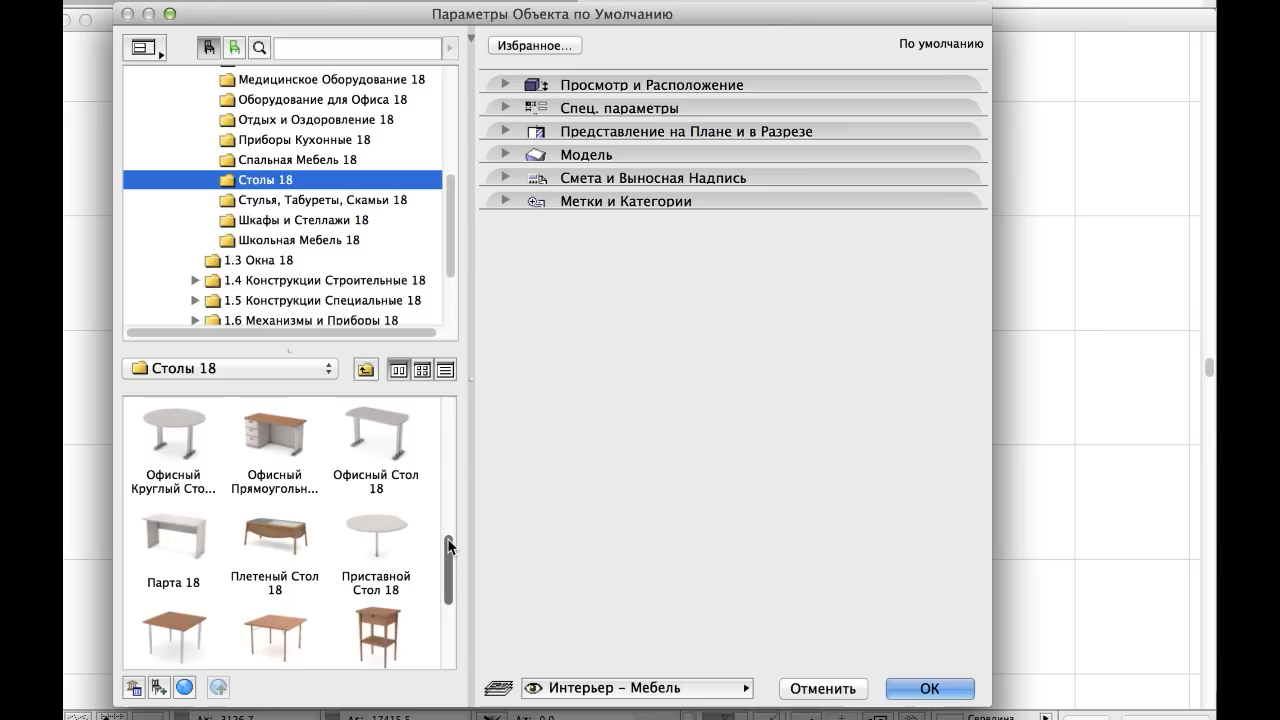 Параметры Объекта по Умолчанию
Избранное...
По умолчанию
Медицинское Оборудование 18
Оборудование для Офиса 18
Отдых и Оздоровление 18
Приборы Кухонные 18
Спальная Мебель 18
Столы 18
Стулья, Табуреты, Скамьи 18
Шкафы и Стеллажи 18
Школьная Мебель 18
1.3 Окна 18
1.4 Конструкции Строительные 18
1.5 Конструкции Специальные 18
1.6 Механизмы и Приборы 18
Просмотр и Расположение
Спец. параметры
Представление на Плане и в Разрезе
Модель
Смета и Выносная Надпись
Метки и Категории
Столы 18
Офисный
Круглый Сто...
Офисный
Прямоугольн...
Офисный Стол
18
Парта 18
Плетеный Стол
18
Приставной
Стол 18
Интерьер – Мебель
Отменить
OK